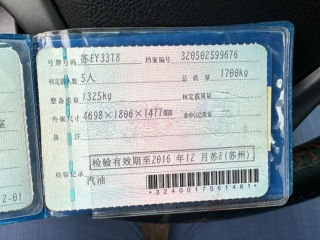 号牌号码 苏EY33T8 档案编号 320502599676
核定载人数 5人 总质量 1700kg
整备质量 1325kg 核定载质量
外廓尺寸 4698×1806×1477mm 准牵引总质量
备注
检验有效期至2016年12月苏E(苏州)
检验记录
汽油
*3240017561461*
2-01